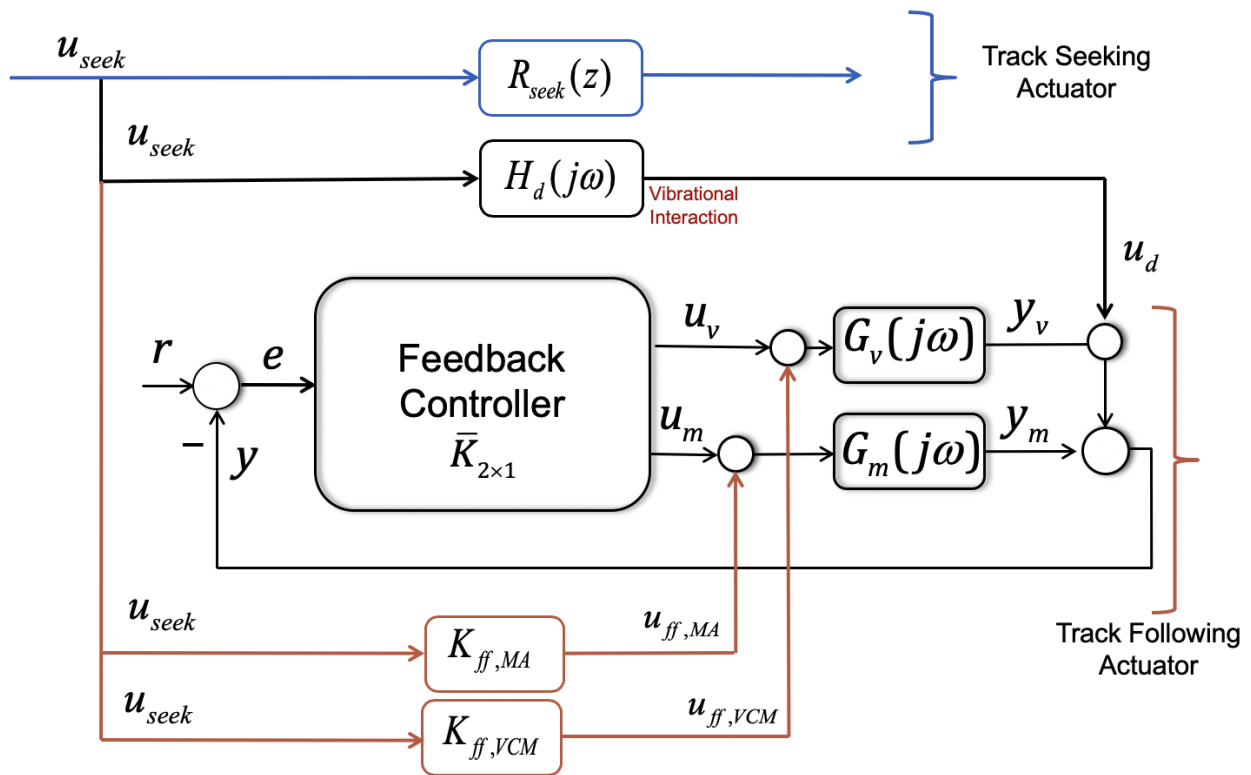 u_seek
R_seek(z)
Track Seeking
Actuator
u_seek
H_d(jω)
Vibrational
Interaction
u_d
r
e
Feedback
Controller
K̅_2×1
u_v
G_v(jω)
y_v
u_m
G_m(jω)
y_m
−
y
u_seek
K_ff,MA
u_ff,MA
Track Following
Actuator
u_seek
K_ff,VCM
u_ff,VCM